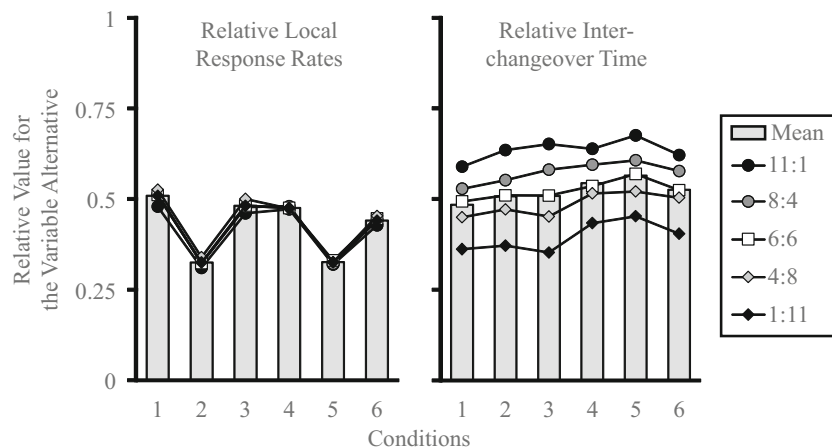 Relative Local
Response Rates
Relative Inter-
changeover Time
Relative Value for
the Variable Alternative
1
0.75
0.5
0.25
0
1 2 3 4 5 6
1 2 3 4 5 6
Conditions
Mean
11:1
8:4
6:6
4:8
1:11